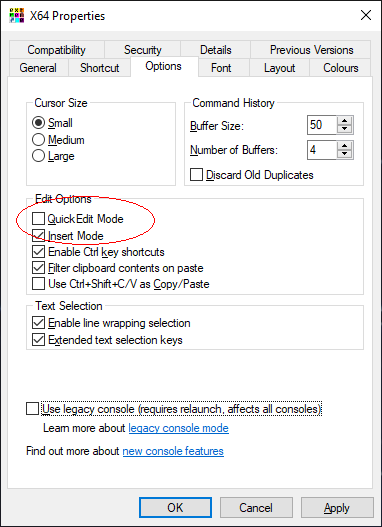 X64 Properties
Compatibility Security Details Previous Versions
General Shortcut Options Font Layout Colours
Cursor Size
Small
Medium
Large
Command History
Buffer Size: 50
Number of Buffers: 4
Discard Old Duplicates
Edit Options
QuickEdit Mode
Insert Mode
Enable Ctrl key shortcuts
Filter clipboard contents on paste
Use Ctrl+Shift+C/V as Copy/Paste
Text Selection
Enable line wrapping selection
Extended text selection keys
Use legacy console (requires relaunch, affects all consoles)
Learn more about legacy console mode
Find out more about new console features
OK Cancel Apply